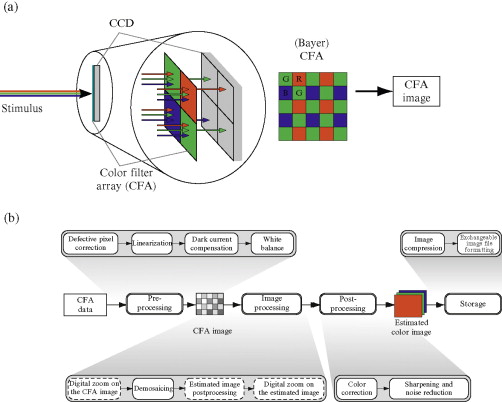 (a)
CCD
Stimulus
Color filter
array (CFA)
(Bayer)
CFA
G R
B G
CFA
image
(b)
Defective pixel
correction
Linearization
Dark current
compensation
White
balance
Image
compression
Exchangeable
image file
formatting
CFA
data
Pre-
processing
CFA image
Image
processing
Post-
processing
Estimated
color image
Storage
Digital zoom on
the CFA image
Demosaicing
Estimated image
postprocessing
Digital zoom on
the estimated image
Color
correction
Sharpening and
noise reduction